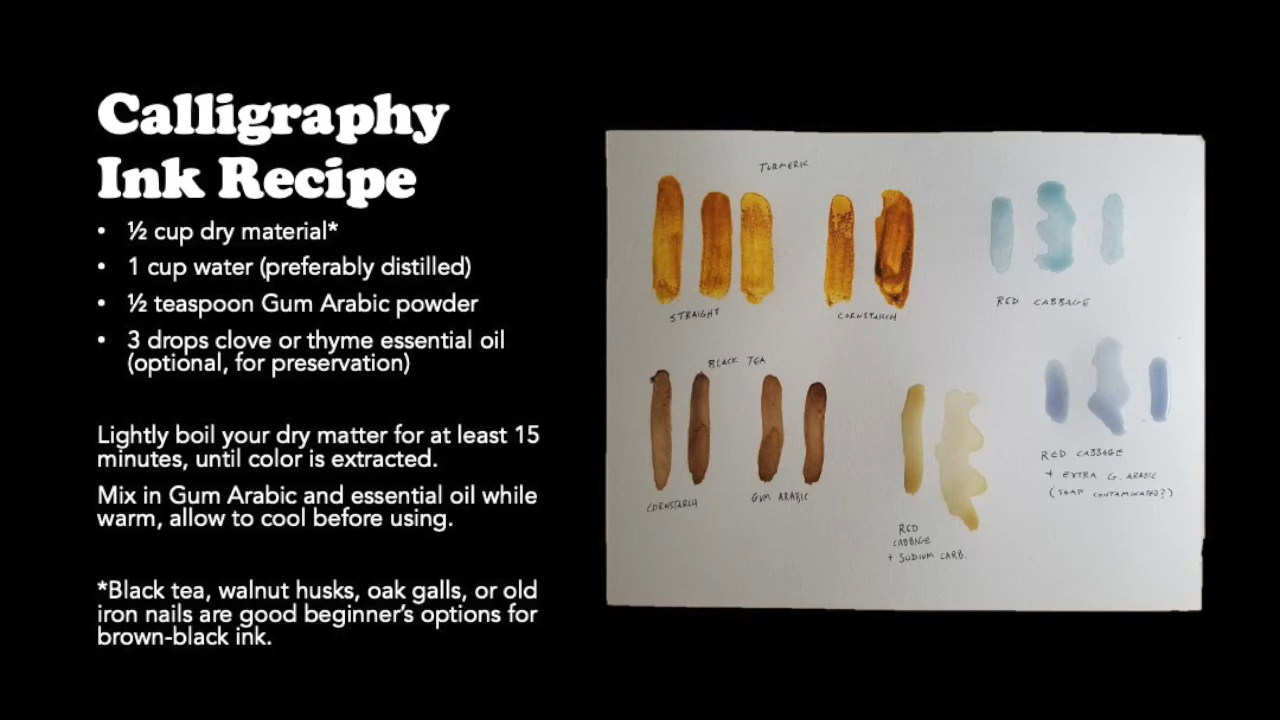 Calligraphy
Ink Recipe
• ½ cup dry material*
• 1 cup water (preferably distilled)
• ½ teaspoon Gum Arabic powder
• 3 drops clove or thyme essential oil
(optional, for preservation)
Lightly boil your dry matter for at least 15
minutes, until color is extracted.
Mix in Gum Arabic and essential oil while
warm, allow to cool before using.
*Black tea, walnut husks, oak galls, or old
iron nails are good beginner’s options for
brown-black ink.
TURMERIC
STRAIGHT
CORNSTARCH
RED CABBAGE
BLACK TEA
CORNSTARCH
GUM ARABIC
RED
CABBAGE
+ SODIUM CARB.
RED CABBAGE
+ EXTRA G. ARABIC
(SOAP CONTAMINATED?)